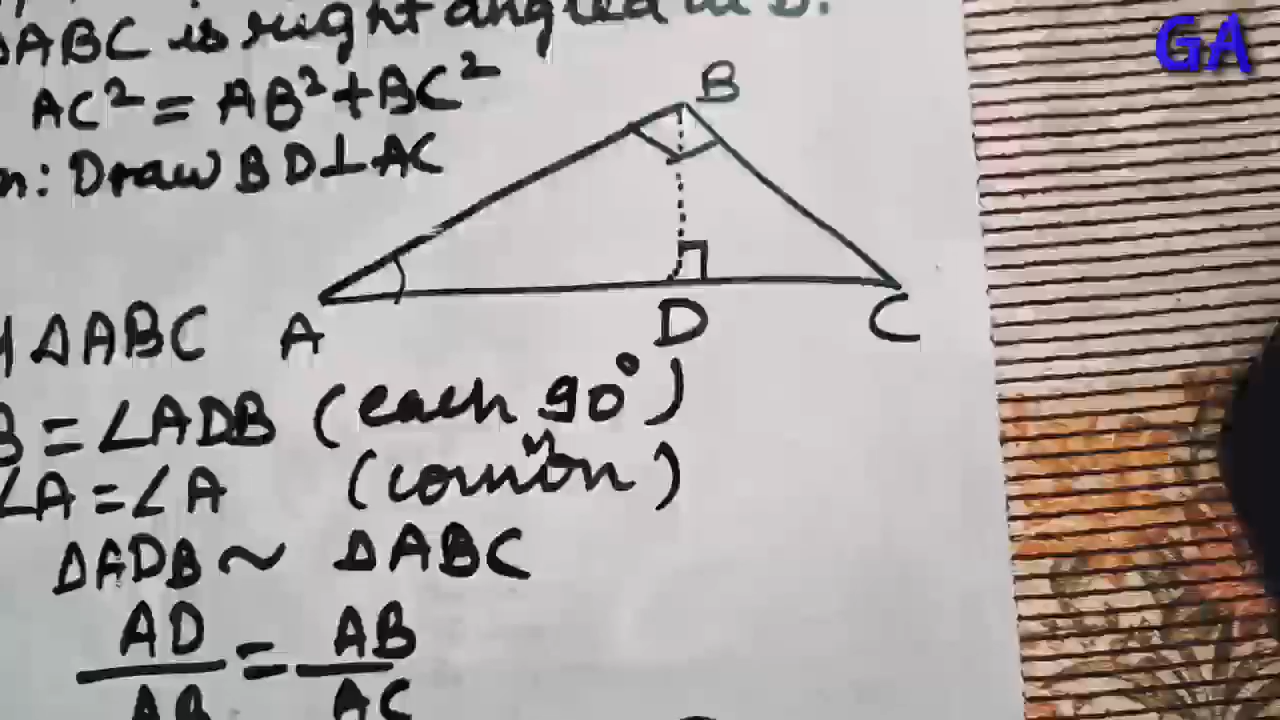 ΔABC is right angled at B.
GA
AC² = AB² + BC²
n: Draw BD⊥AC
B
A D C
ΔABC
B = ∠ADB (each 90°)
∠A = ∠A (common)
ΔADB ~ ΔABC
AD = AB
AB AC